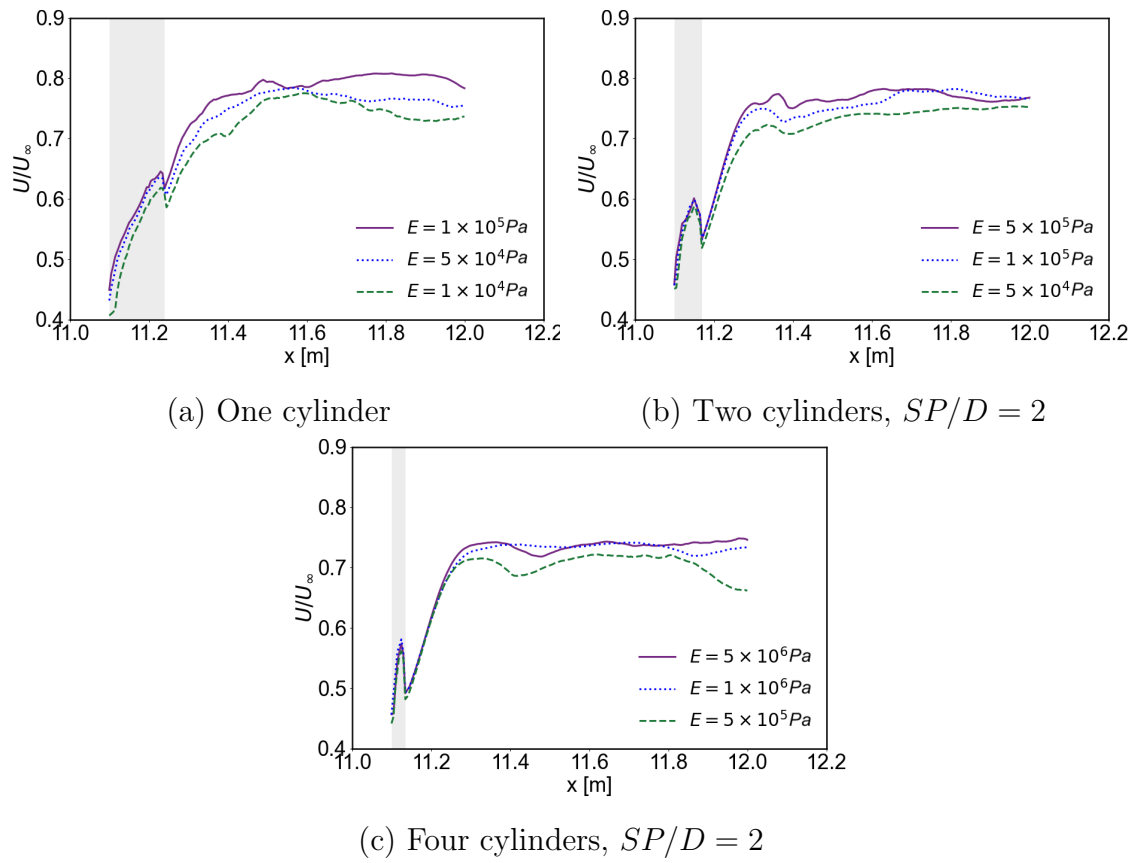 0.9
0.8
0.7
0.6
0.5
0.4
U/U∞
11.0 11.2 11.4 11.6 11.8 12.0 12.2
x [m]
E = 1 × 10⁵Pa
E = 5 × 10⁴Pa
E = 1 × 10⁴Pa
(a) One cylinder
0.9
0.8
0.7
0.6
0.5
0.4
U/U∞
11.0 11.2 11.4 11.6 11.8 12.0 12.2
x [m]
E = 5 × 10⁵Pa
E = 1 × 10⁵Pa
E = 5 × 10⁴Pa
(b) Two cylinders, SP/D = 2
0.9
0.8
0.7
0.6
0.5
0.4
U/U∞
11.0 11.2 11.4 11.6 11.8 12.0 12.2
x [m]
E = 5 × 10⁶Pa
E = 1 × 10⁶Pa
E = 5 × 10⁵Pa
(c) Four cylinders, SP/D = 2